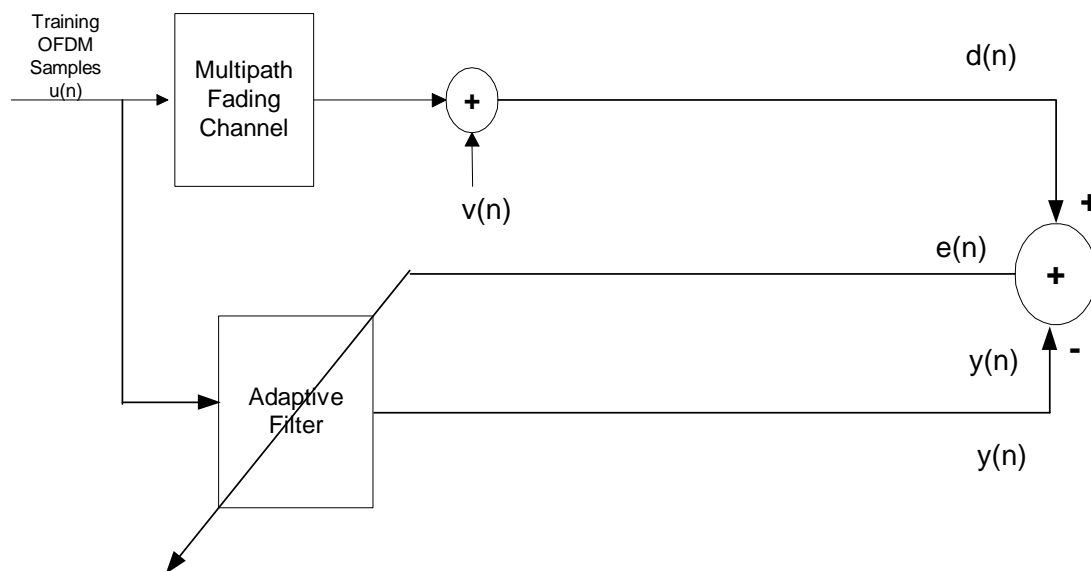 Training
OFDM
Samples
u(n)
Multipath
Fading
Channel
+
v(n)
d(n)
+
e(n)
+
-
y(n)
Adaptive
Filter
y(n)